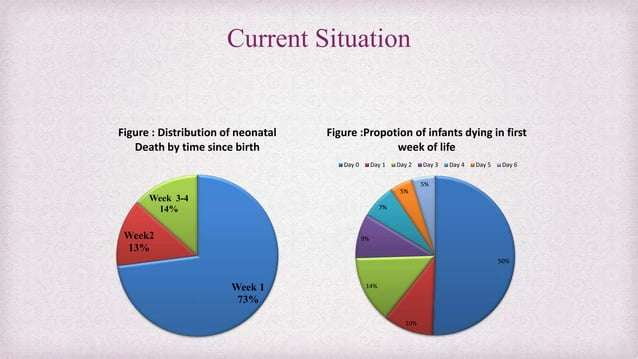 Current Situation
Figure : Distribution of neonatal
Death by time since birth
Week 3-4
14%
Week2
13%
Week 1
73%
Figure :Propotion of infants dying in first
week of life
Day 0 Day 1 Day 2 Day 3 Day 4 Day 5 Day 6
5%
5%
7%
9%
14%
10%
50%